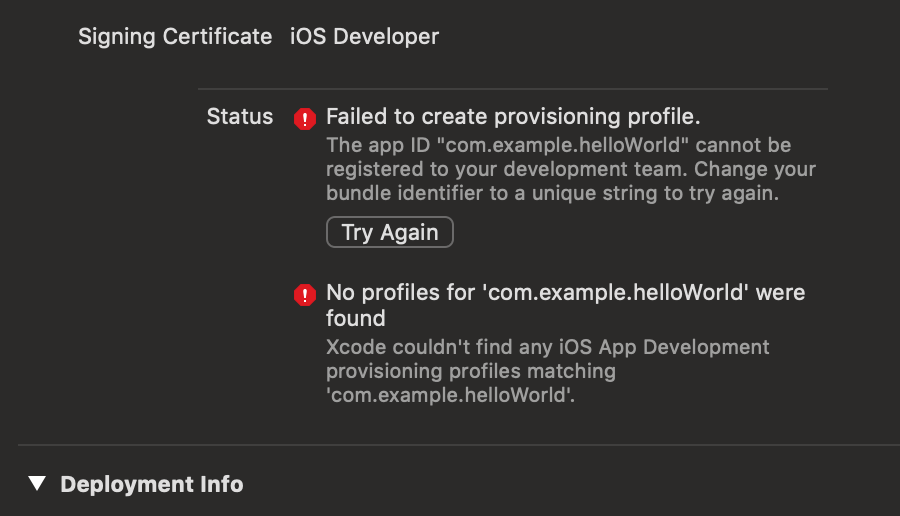 Signing Certificate iOS Developer
Status Failed to create provisioning profile.
The app ID "com.example.helloWorld" cannot be
registered to your development team. Change your
bundle identifier to a unique string to try again.
Try Again
No profiles for 'com.example.helloWorld' were
found
Xcode couldn't find any iOS App Development
provisioning profiles matching
'com.example.helloWorld'.
Deployment Info